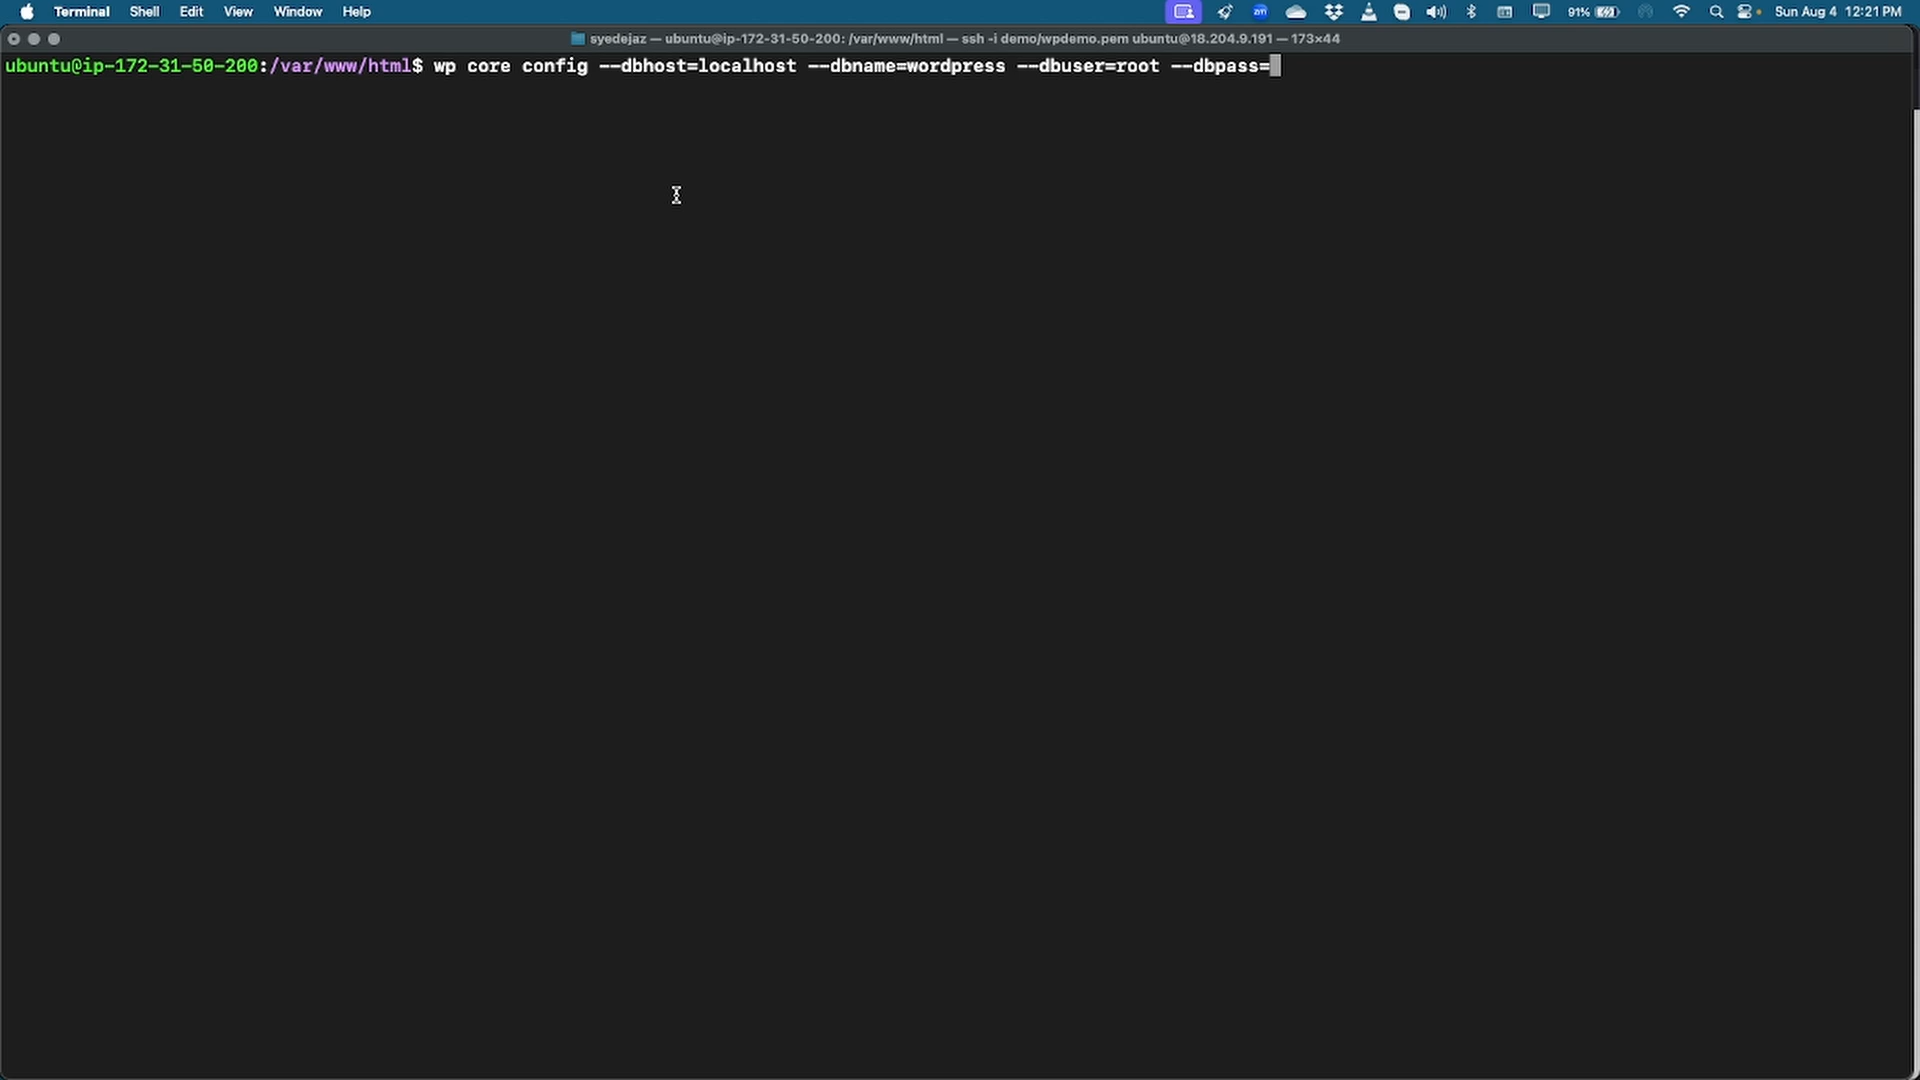 Terminal Shell Edit View Window Help zm 91% Sun Aug 4 12:21 PM
syedejaz — ubuntu@ip-172-31-50-200: /var/www/html — ssh -i demo/wpdemo.pem ubuntu@18.204.9.191 — 173×44
ubuntu@ip-172-31-50-200:/var/www/html$ wp core config --dbhost=localhost --dbname=wordpress --dbuser=root --dbpass=